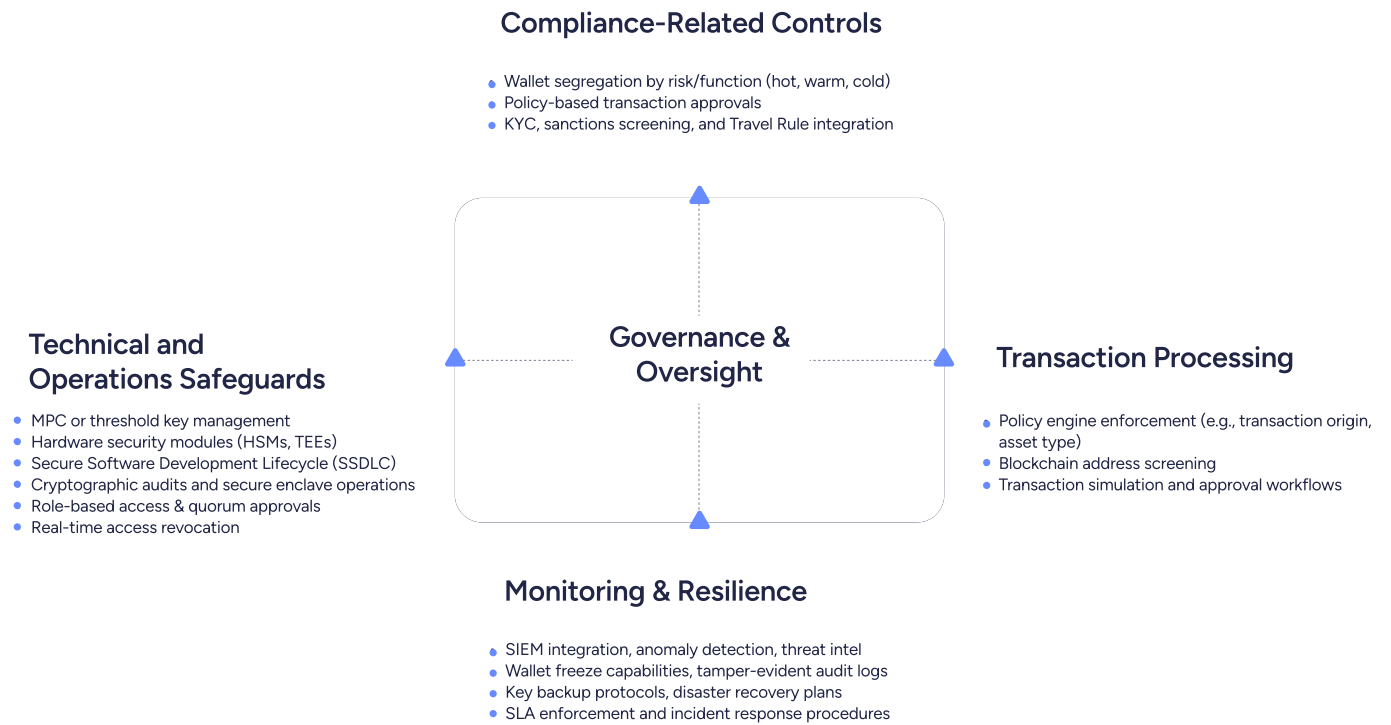 Compliance-Related Controls
Wallet segregation by risk/function (hot, warm, cold)
Policy-based transaction approvals
KYC, sanctions screening, and Travel Rule integration
Governance &
Oversight
Technical and
Operations Safeguards
MPC or threshold key management
Hardware security modules (HSMs, TEEs)
Secure Software Development Lifecycle (SSDLC)
Cryptographic audits and secure enclave operations
Role-based access & quorum approvals
Real-time access revocation
Transaction Processing
Policy engine enforcement (e.g., transaction origin,
asset type)
Blockchain address screening
Transaction simulation and approval workflows
Monitoring & Resilience
SIEM integration, anomaly detection, threat intel
Wallet freeze capabilities, tamper-evident audit logs
Key backup protocols, disaster recovery plans
SLA enforcement and incident response procedures